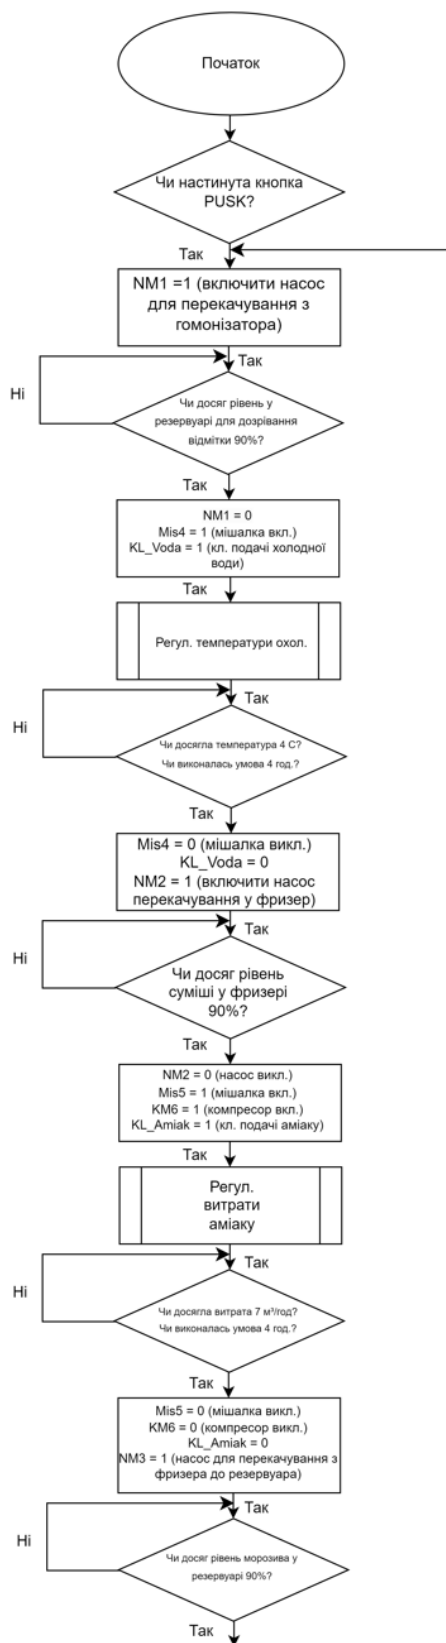 Початок
Чи настинута кнопка
PUSK?
Так
NM1 =1 (включити насос
для перекачування з
гомонізатора)
Так
Ні
Чи досяг рівень у
резервуарі для дозрівання
відмітки 90%?
Так
NM1 = 0
Mis4 = 1 (мішалка вкл.)
KL_Voda = 1 (кл. подачі холодної
води)
Так
Регул. температури охол.
Так
Ні
Чи досягла температура 4 С?
Чи виконалась умова 4 год.?
Так
Mis4 = 0 (мішалка викл.)
KL_Voda = 0
NM2 = 1 (включити насос
перекачування у фризер)
Так
Ні
Чи досяг рівень
суміші у фризері
90%?
Так
NM2 = 0 (насос викл.)
Mis5 = 1 (мішалка вкл.)
KM6 = 1 (компресор вкл.)
KL_Amiak = 1 (кл. подачі аміаку)
Так
Регул.
витрати
аміаку
Так
Ні
Чи досягла витрата 7 м³/год?
Чи виконалась умова 4 год.?
Так
Mis5 = 0 (мішалка викл.)
KM6 = 0 (компресор викл.)
KL_Amiak = 0
NM3 = 1 (насос для перекачування з
фризера до резервуара)
Так
Ні
Чи досяг рівень морозива у
резервуарі 90%?
Так